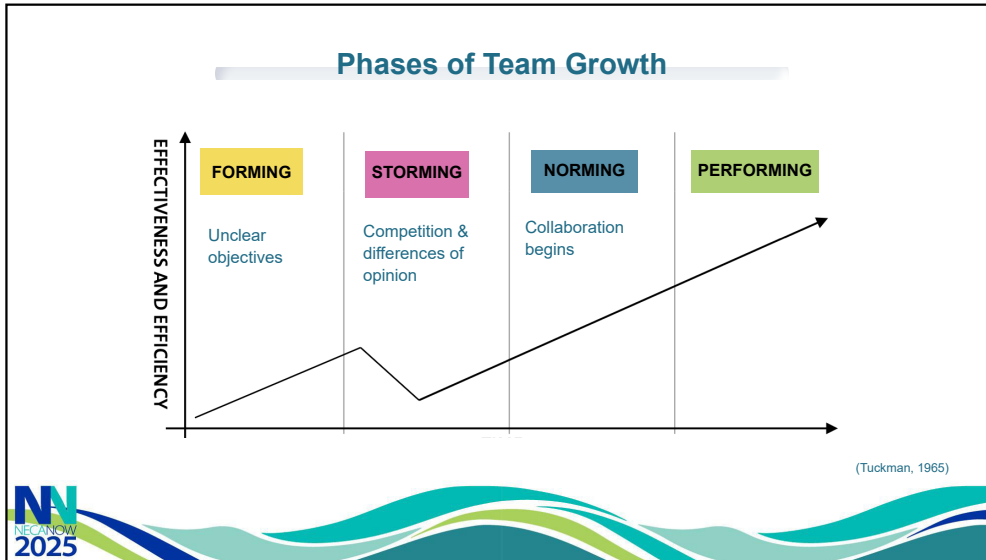 Phases of Team Growth
EFFECTIVENESS AND EFFICIENCY
FORMING
STORMING
NORMING
PERFORMING
Unclear
objectives
Competition &
differences of
opinion
Collaboration
begins
(Tuckman, 1965)
NN
NECANOW
2025